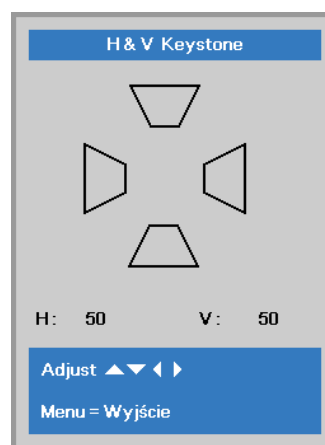 H & V Keystone
H: 50 V: 50
Adjust ▲▼◀▶
Menu = Wyjście